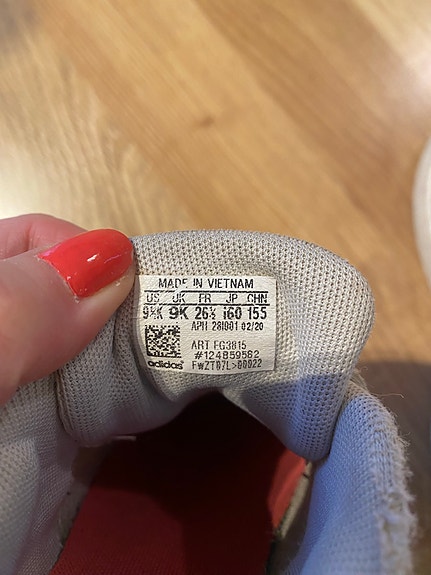 MADE IN VIETNAM
US UK FR JP CHN
9½K 9K 26½ 160 155
APH 281001 02/20
ART FG3815
#124859582
adidas FWZT07L>00022